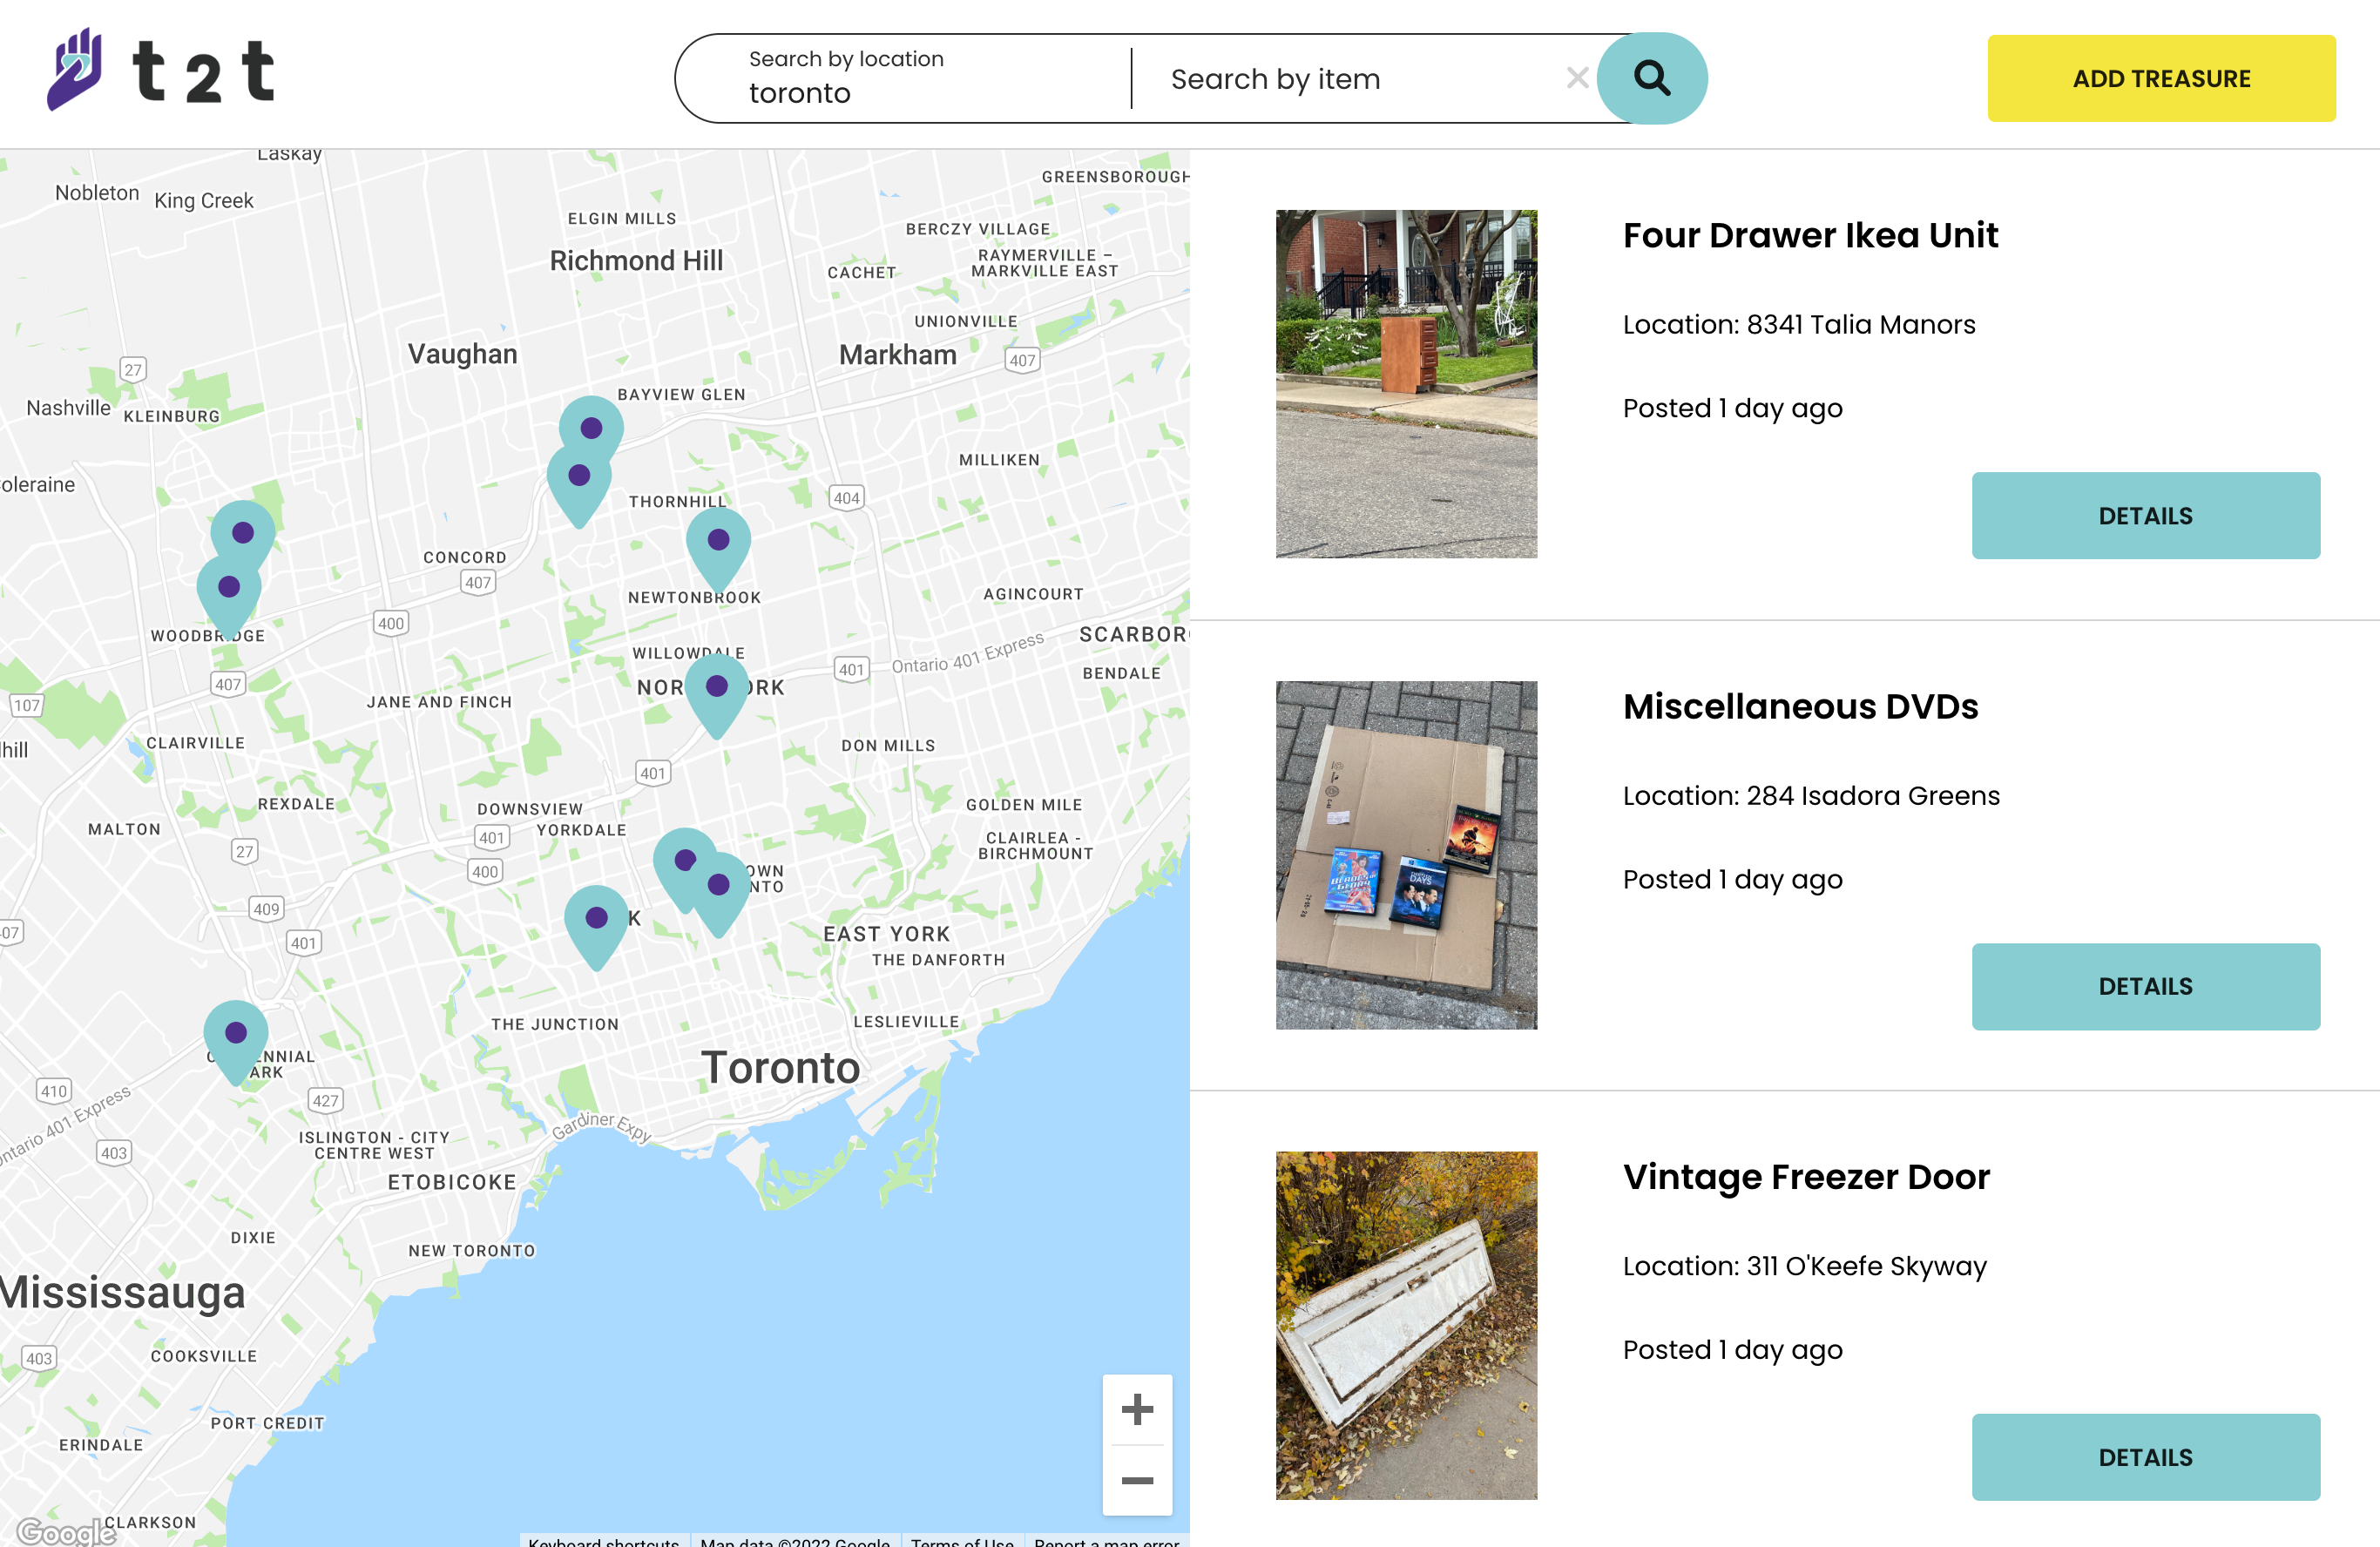 t2t
Search by location
toronto
Search by item
ADD TREASURE
Laskay
Nobleton
King Creek
GREENSBOROUGH
ELGIN MILLS
Richmond Hill
BERCZY VILLAGE
RAYMERVILLE –
MARKVILLE EAST
CACHET
UNIONVILLE
Vaughan
Markham
407
27
BAYVIEW GLEN
Nashville
KLEINBURG
MILLIKEN
oleraine
THORNHILL
404
CONCORD
407
NEWTONBROOK
AGINCOURT
400
WOODBRIDGE
SCARBOR
WILLOWDALE
401
Ontario 401 Express
BENDALE
407
NOR
ORK
JANE AND FINCH
107
hill
CLAIRVILLE
DON MILLS
401
REXDALE
DOWNSVIEW
GOLDEN MILE
MALTON
401
YORKDALE
CLAIRLEA -
BIRCHMOUNT
27
400
OWN
NTO
409
K
407
401
EAST YORK
THE DANFORTH
THE JUNCTION
LESLIEVILLE
C
ENNIAL
ARK
Toronto
410
427
Ontario 401 Express
Gardiner Expy
403
ISLINGTON - CITY
CENTRE WEST
ETOBICOKE
DIXIE
NEW TORONTO
Mississauga
403
COOKSVILLE
PORT CREDIT
ERINDALE
CLARKSON
Google
+
−
Keyboard shortcuts
Map data ©2022 Google
Terms of Use
Report a map error
Four Drawer Ikea Unit
Location: 8341 Talia Manors
Posted 1 day ago
DETAILS
Miscellaneous DVDs
Location: 284 Isadora Greens
Posted 1 day ago
DETAILS
BLADES OF
GLORY
DAYS
Vintage Freezer Door
Location: 311 O'Keefe Skyway
Posted 1 day ago
DETAILS